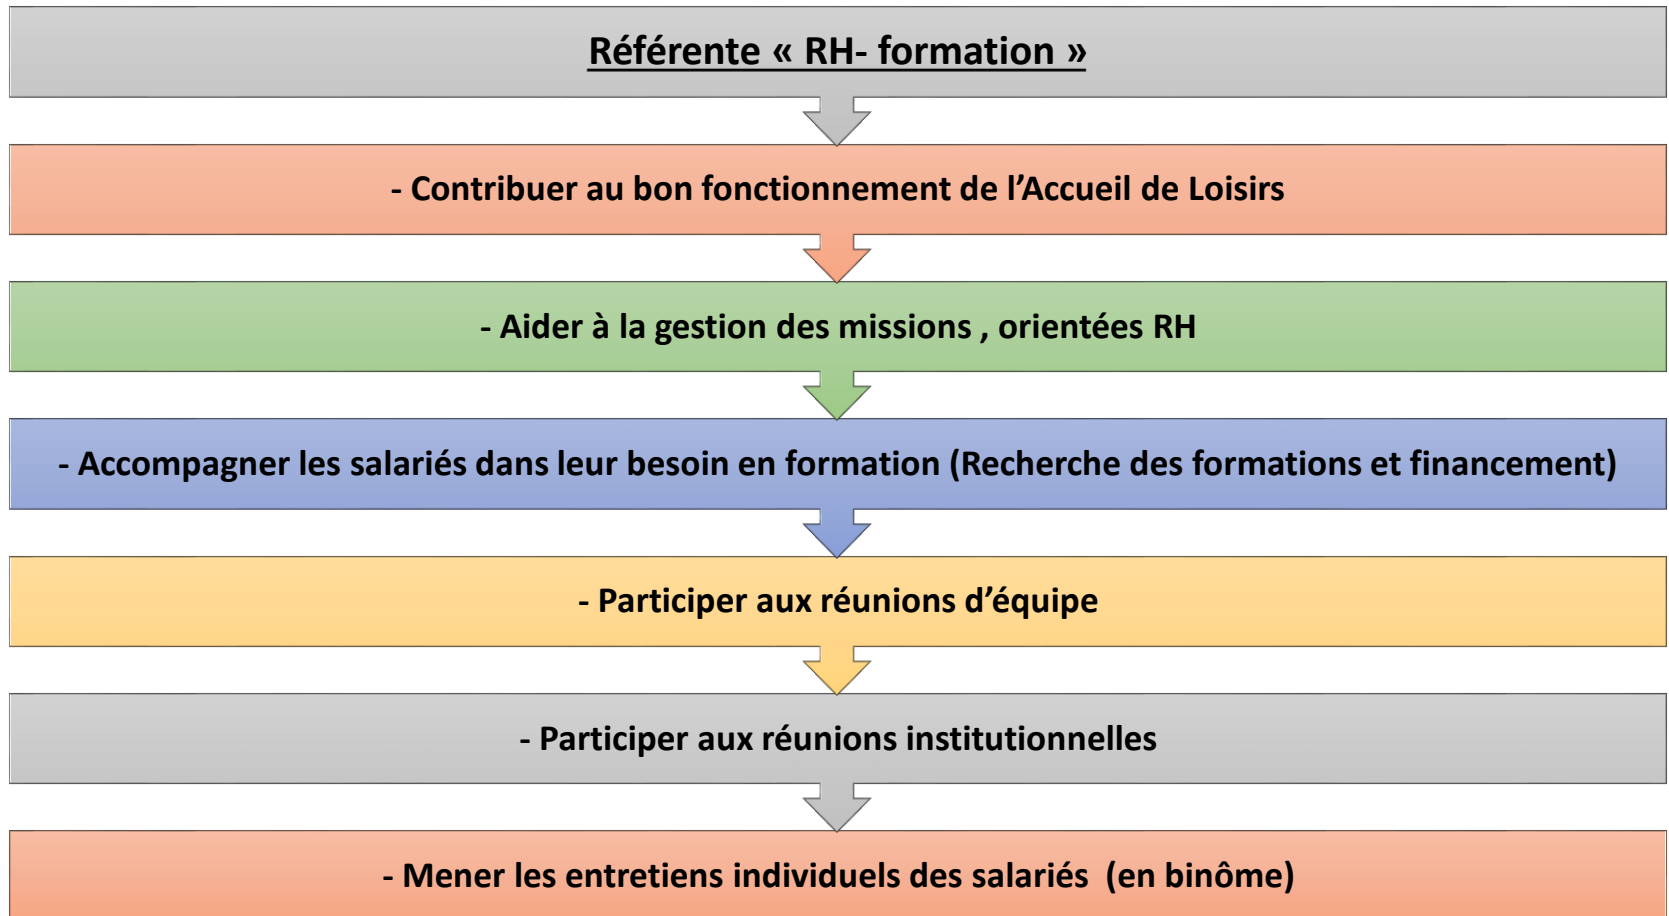 Référente « RH- formation »
- Contribuer au bon fonctionnement de l’Accueil de Loisirs
- Aider à la gestion des missions , orientées RH
- Accompagner les salariés dans leur besoin en formation (Recherche des formations et financement)
- Participer aux réunions d’équipe
- Participer aux réunions institutionnelles
- Mener les entretiens individuels des salariés  (en binôme)